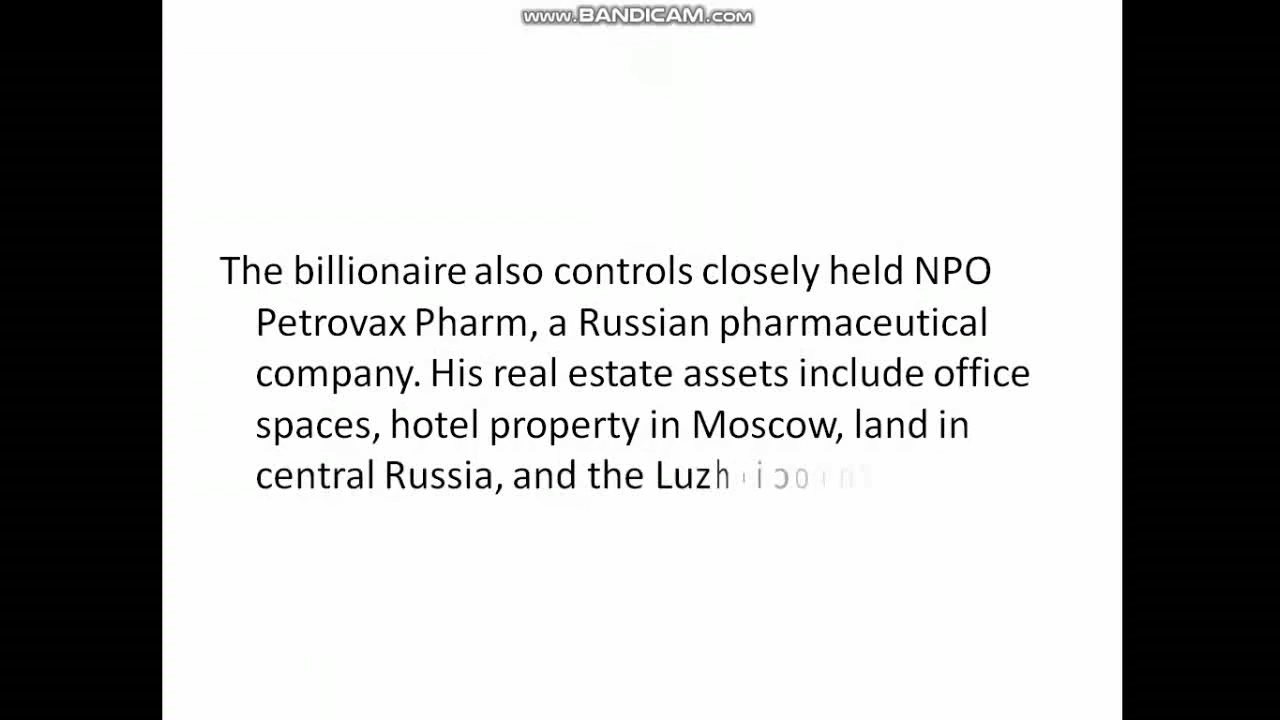 www.BANDICAM.com
The billionaire also controls closely held NPO
Petrovax Pharm, a Russian pharmaceutical
company. His real estate assets include office
spaces, hotel property in Moscow, land in
central Russia, and the